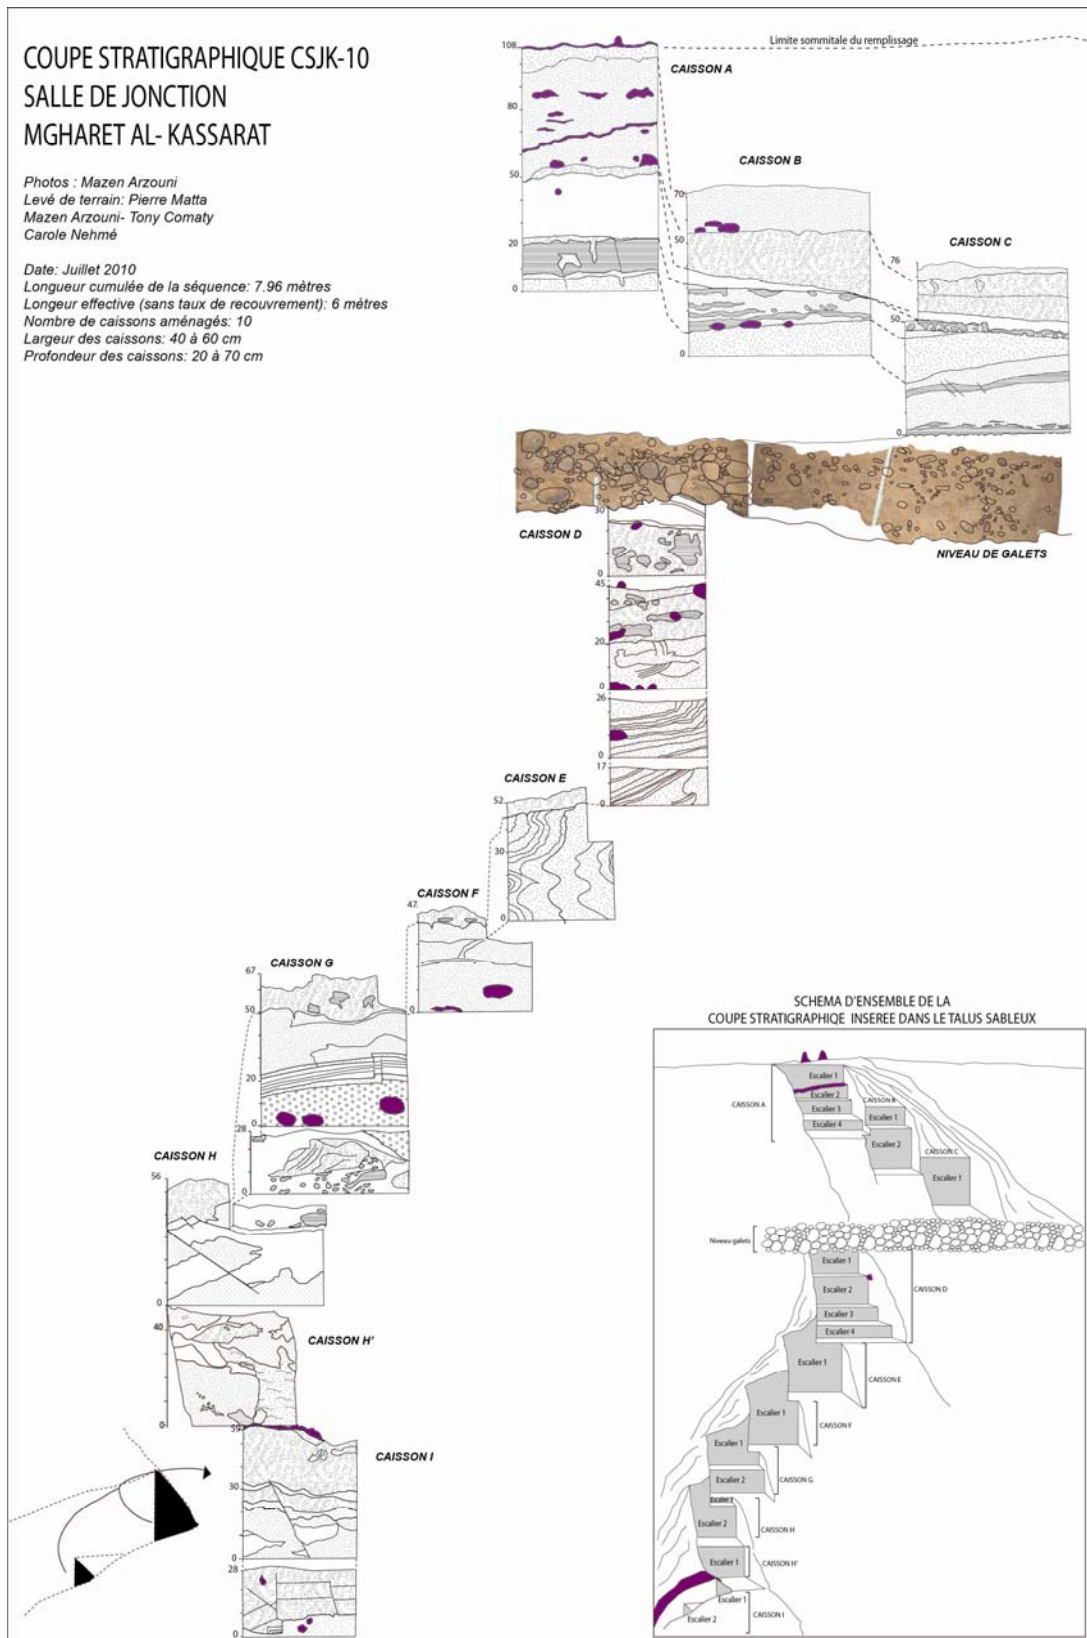 COUPE STRATIGRAPHIQUE CSJK-10
SALLE DE JONCTION
MGHARET AL- KASSARAT
Photos : Mazen Arzouni
Levé de terrain: Pierre Matta
Mazen Arzouni- Tony Comaty
Carole Nehmé
Date: Juillet 2010
Longueur cumulée de la séquence: 7.96 mètres
Longeur effective (sans taux de recouvrement): 6 mètres
Nombre de caissons aménagés: 10
Largeur des caissons: 40 à 60 cm
Profondeur des caissons: 20 à 70 cm
Limite sommitale du remplissage
108
80
50
20
0
CAISSON A
CAISSON B
70
50
0
CAISSON C
76
50
0
NIVEAU DE GALETS
CAISSON D
30
0
45
20
0
26
0
17
0
CAISSON E
52
30
0
CAISSON F
47
0
CAISSON G
67
50
20
0
28
0
CAISSON H
56
0
CAISSON H'
40
0
CAISSON I
59
30
0
28
0
SCHEMA D'ENSEMBLE DE LA
COUPE STRATIGRAPHIQE INSEREE DANS LE TALUS SABLEUX
CAISSON A
Escalier 1
Escalier 2
Escalier 3
Escalier 4
CAISSON B
Escalier 1
Escalier 2
CAISSON C
Escalier 1
Niveau galets
Escalier 1
Escalier 2
Escalier 3
Escalier 4
CAISSON D
Escalier 1
CAISSON E
Escalier 1
CAISSON F
Escalier 1
Escalier 2
CAISSON G
Escalier 2
CAISSON H
Escalier 1
CAISSON H'
Escalier 1
Escalier 2
CAISSON I